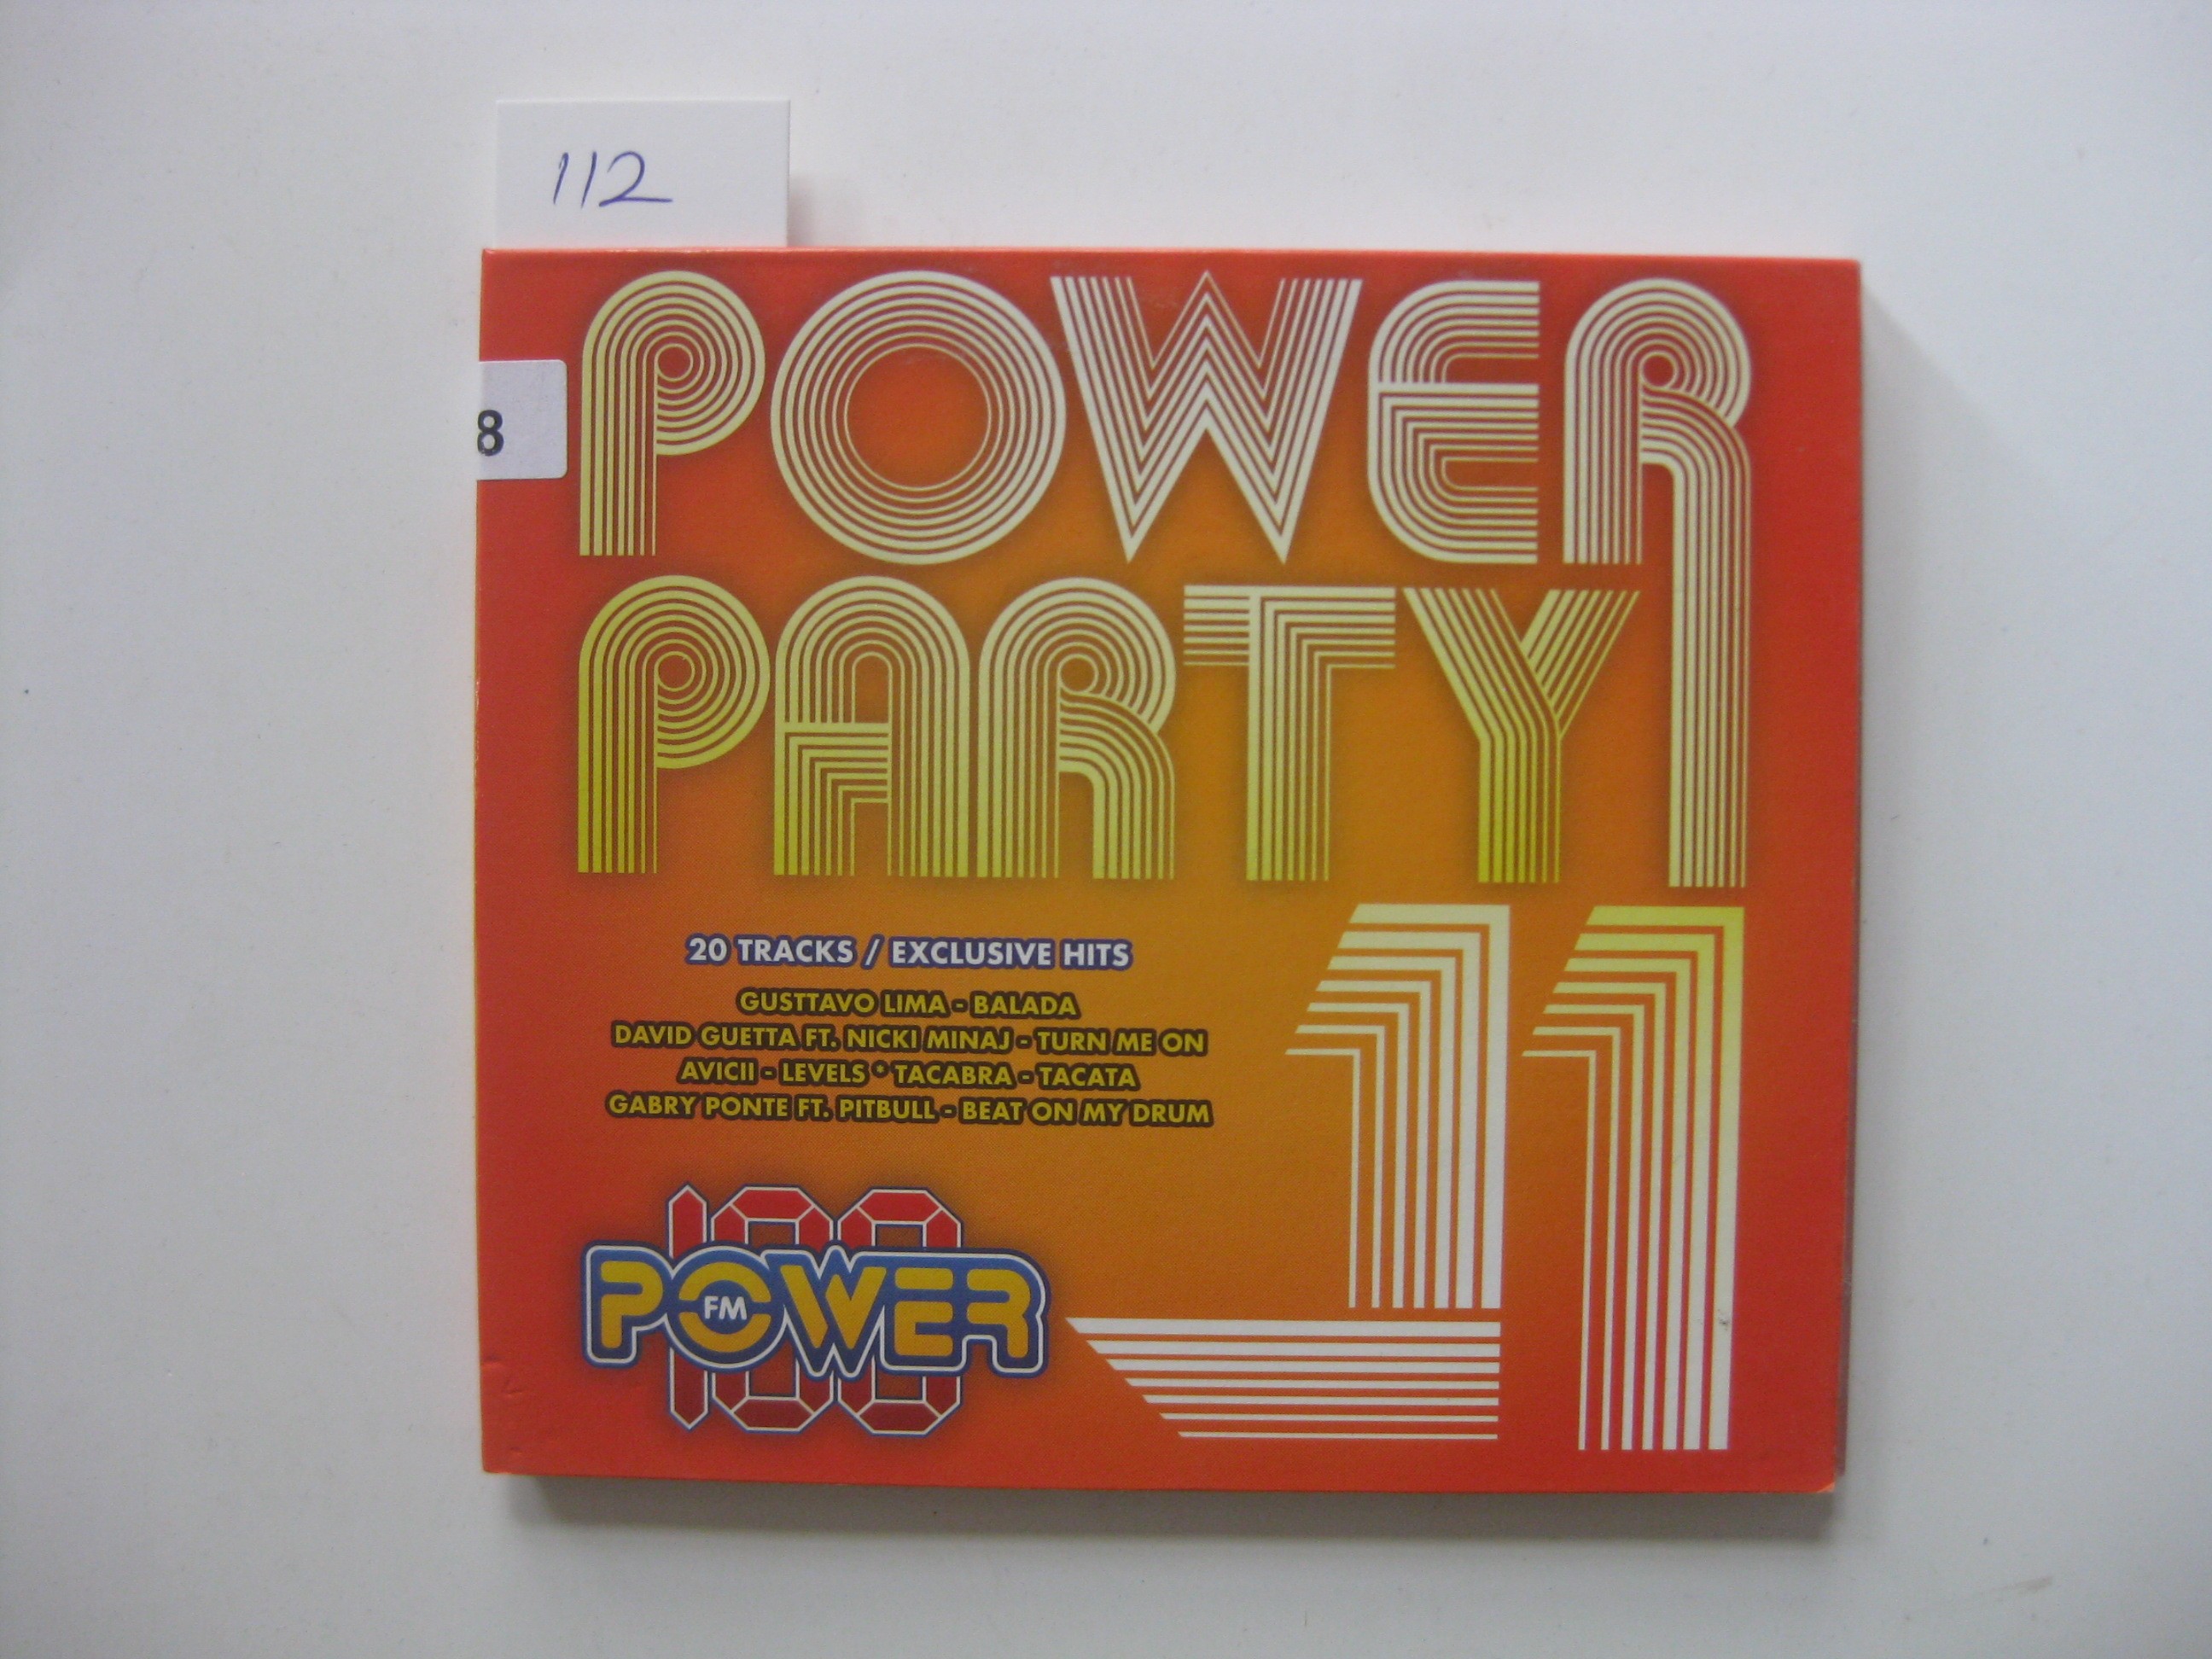 112
8
POWER
PARTY
11
20 TRACKS / EXCLUSIVE HITS
GUSTTAVO LIMA - BALADA
DAVID GUETTA FT. NICKI MINAJ - TURN ME ON
AVICII - LEVELS * TACABRA - TACATA
GABRY PONTE FT. PITBULL - BEAT ON MY DRUM
100
POWER
FM